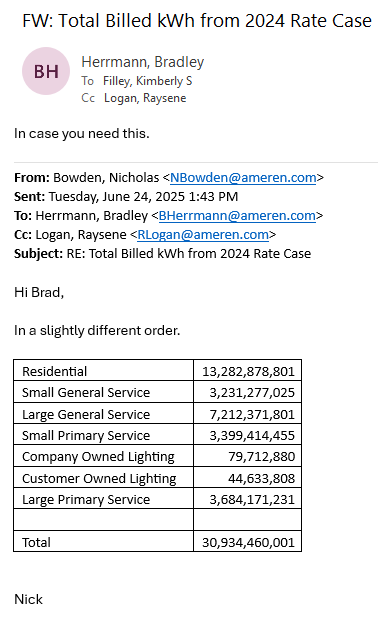 FW: Total Billed kWh from 2024 Rate Case
BH
Herrmann, Bradley
To Filley, Kimberly S
Cc Logan, Raysene
In case you need this.
From: Bowden, Nicholas <NBowden@ameren.com>
Sent: Tuesday, June 24, 2025 1:43 PM
To: Herrmann, Bradley <BHerrmann@ameren.com>
Cc: Logan, Raysene <RLogan@ameren.com>
Subject: RE: Total Billed kWh from 2024 Rate Case
Hi Brad,
In a slightly different order.
Residential 13,282,878,801
Small General Service 3,231,277,025
Large General Service 7,212,371,801
Small Primary Service 3,399,414,455
Company Owned Lighting 79,712,880
Customer Owned Lighting 44,633,808
Large Primary Service 3,684,171,231
Total 30,934,460,001
Nick